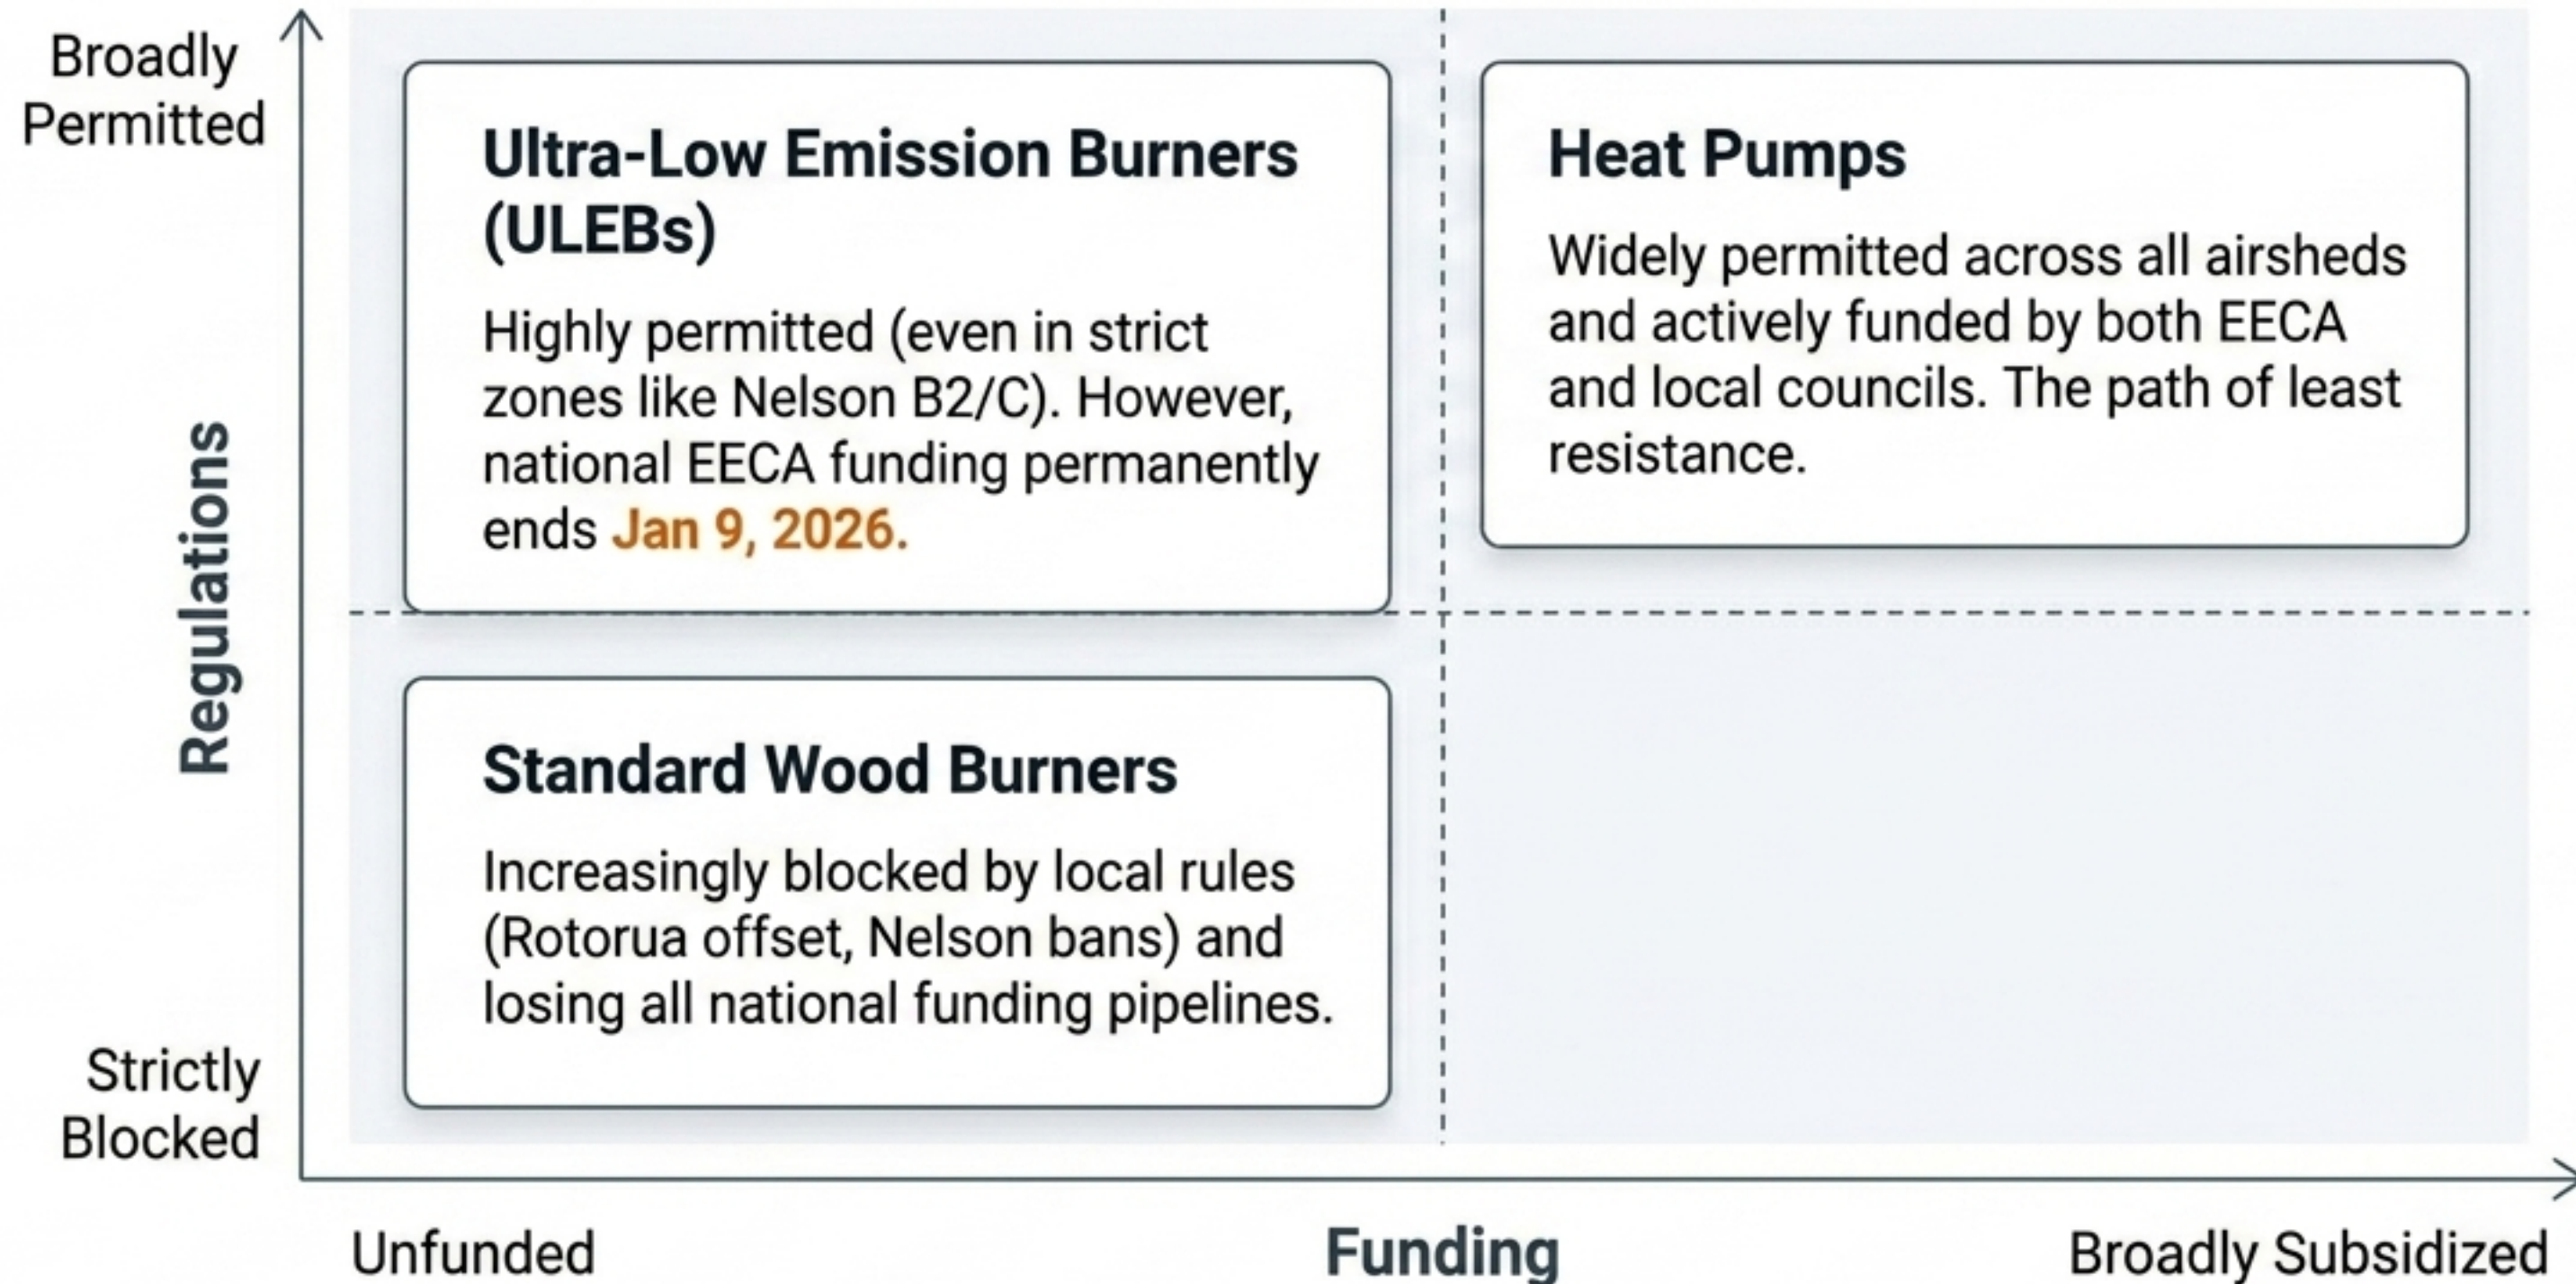 Broadly
Permitted
Ultra-Low Emission Burners
(ULEBs)
Highly permitted (even in strict
zones like Nelson B2/C). However,
national EECA funding permanently
ends Jan 9, 2026.
Heat Pumps
Widely permitted across all airsheds
and actively funded by both EECA
and local councils. The path of least
resistance.
Regulations
Standard Wood Burners
Increasingly blocked by local rules
(Rotorua offset, Nelson bans) and
losing all national funding pipelines.
Strictly
Blocked
Unfunded
Funding
Broadly Subsidized